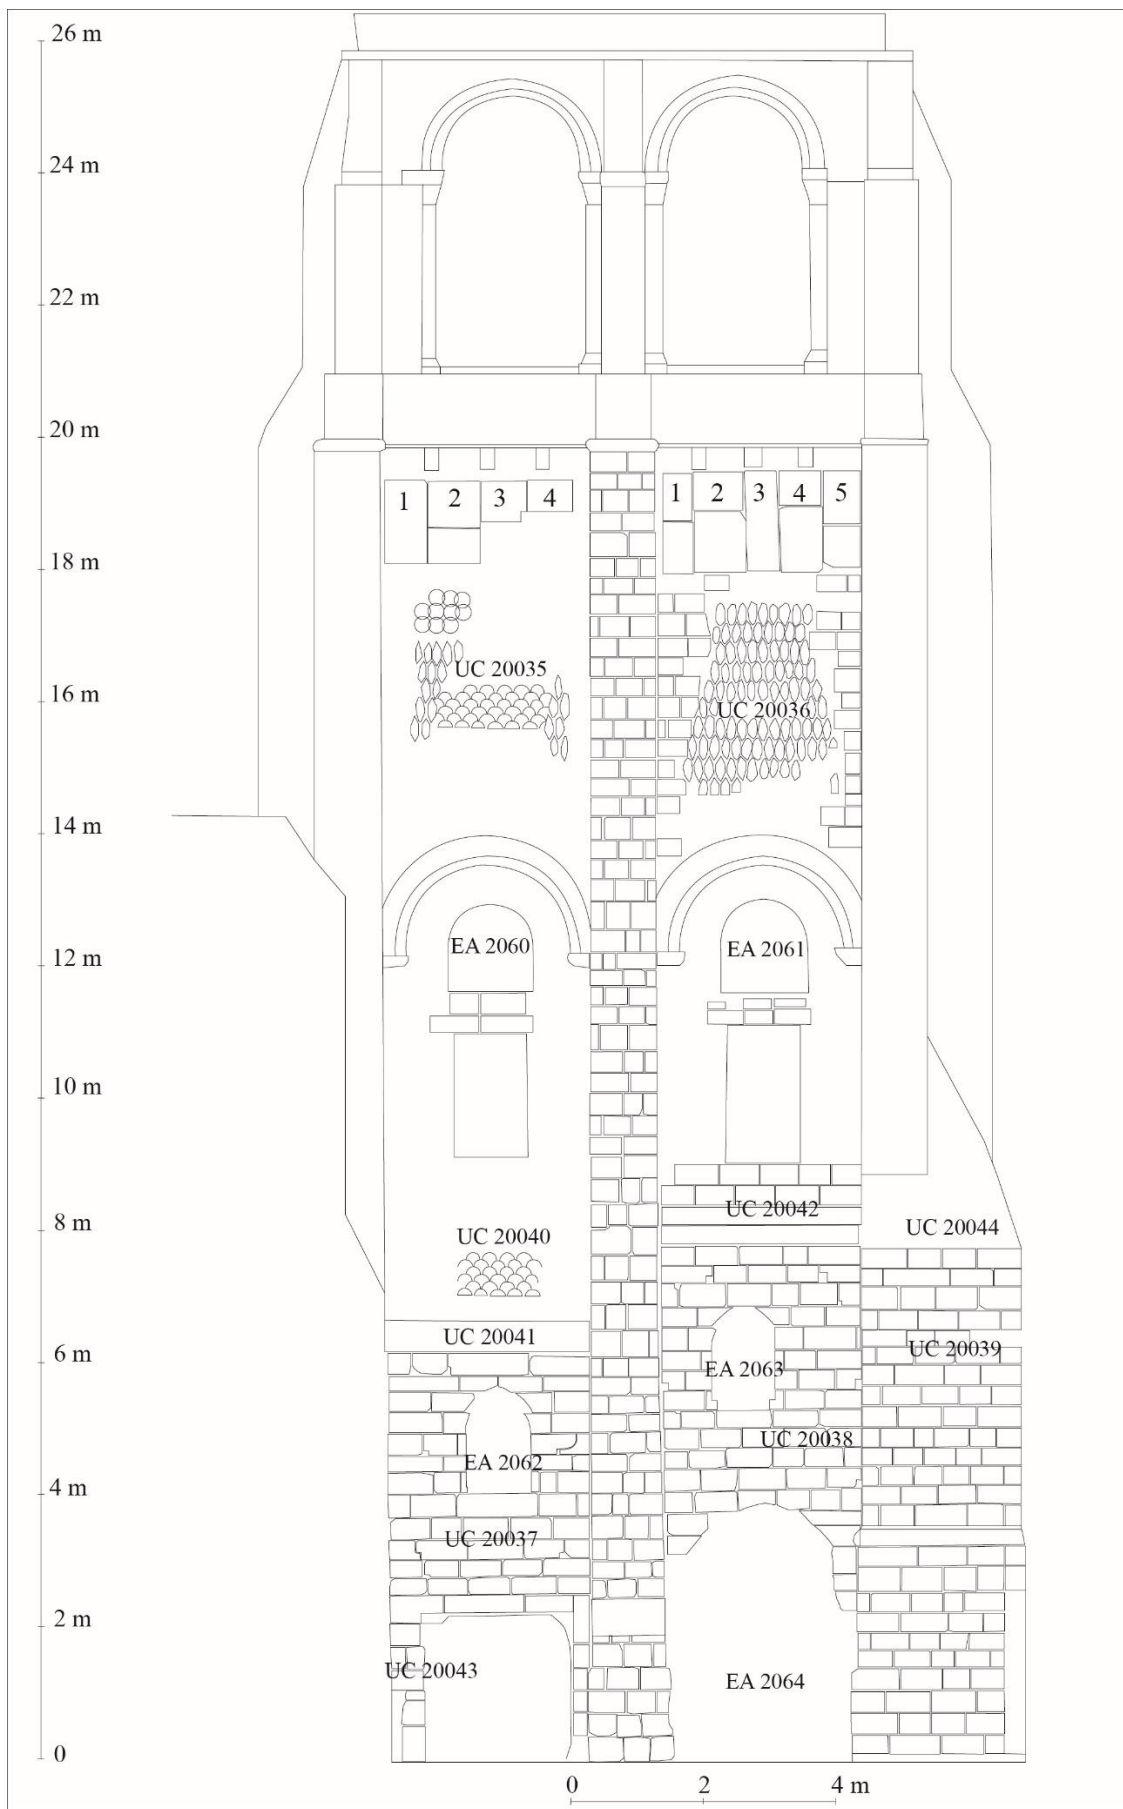 26 m
24 m
22 m
20 m
1 2 3 4 1 2 3 4 5
18 m
UC 20035
16 m
UC 20036
14 m
EA 2060 EA 2061
12 m
10 m
UC 20042
8 m
UC 20044
UC 20040
UC 20041
UC 20039
6 m
EA 2063
UC 20038
EA 2062
4 m
UC 20037
2 m
UC 20043
EA 2064
0
0 2 4 m